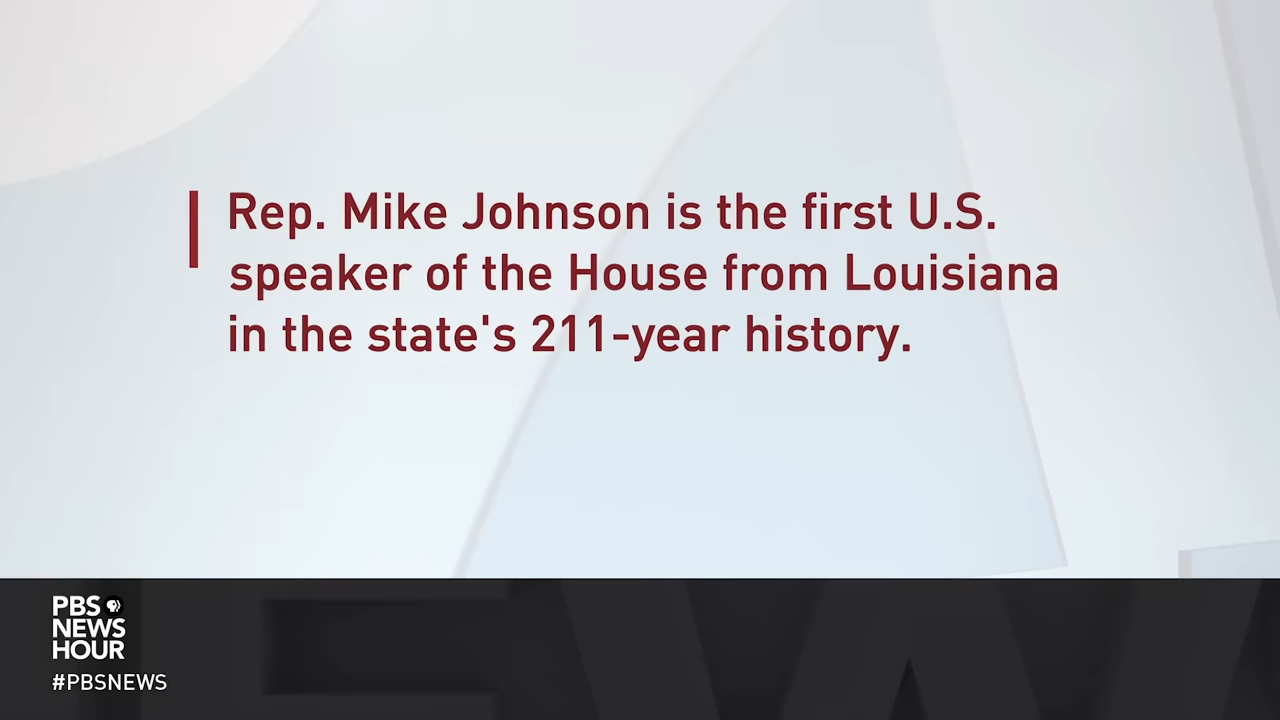 Rep. Mike Johnson is the first U.S.
speaker of the House from Louisiana
in the state's 211-year history.
PBS
NEWS
HOUR
#PBSNEWS